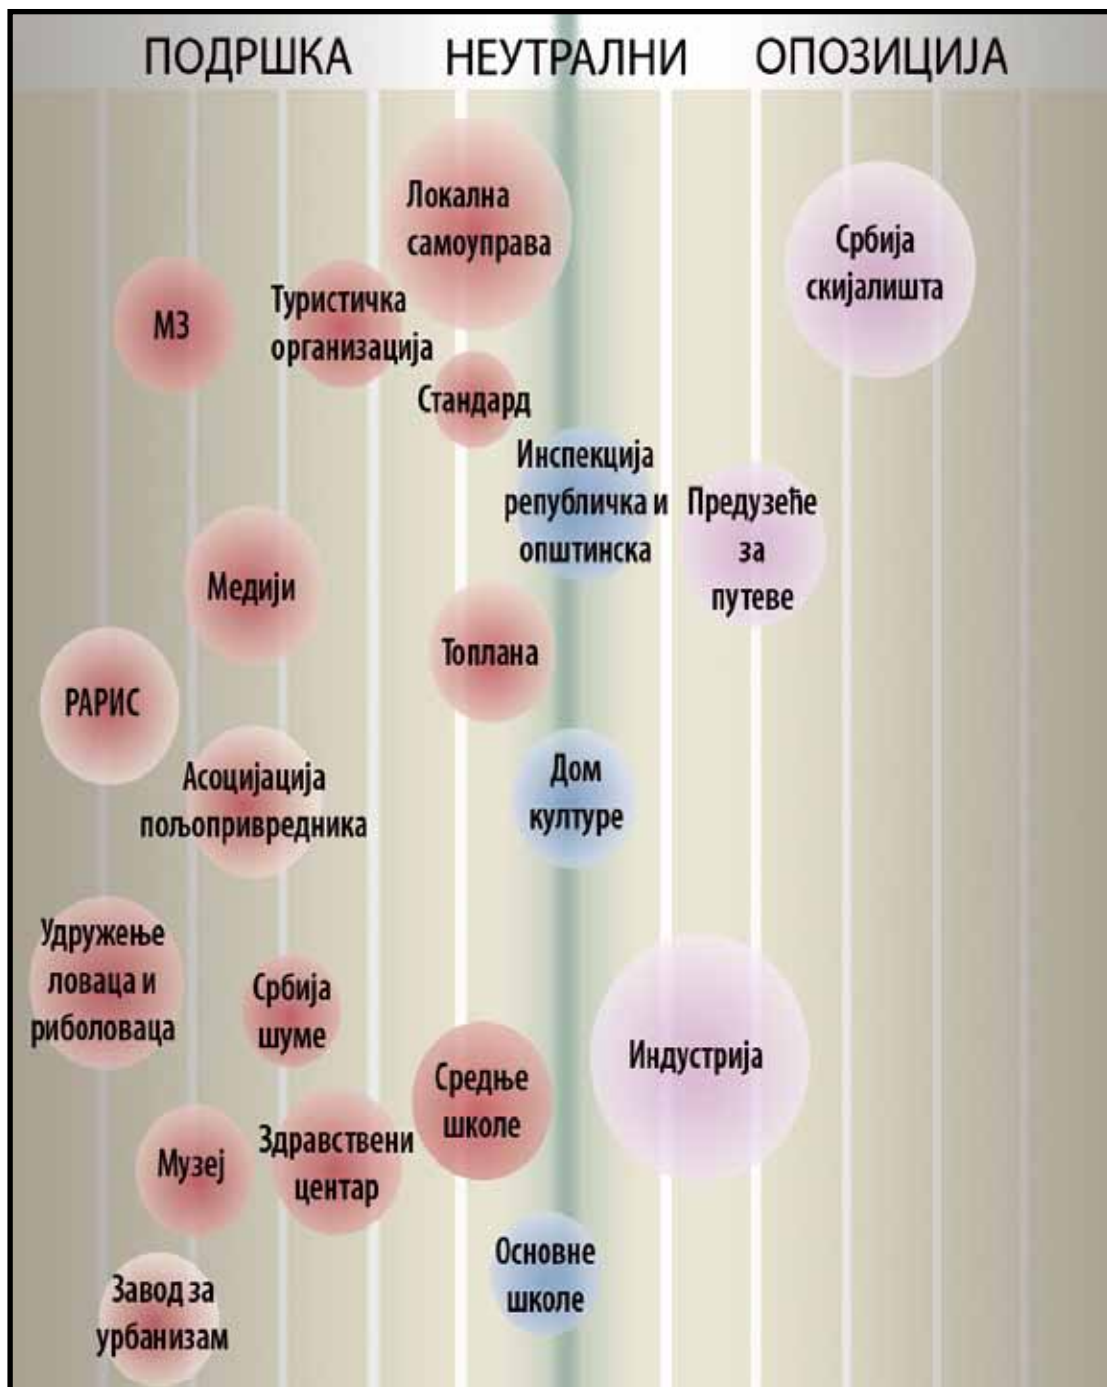 ПОДРШКА
НЕУТРАЛНИ
ОПОЗИЦИЈА
Локална
самоуправа
Србија
скијалишта
МЗ
Туристичка
организација
Стандард
Инспекција
републичка и
општинска
Предузеће
за
путеве
Медији
Топлана
РАРИС
Асоцијација
пољопривредника
Дом
културе
Удружење
ловаца и
риболоваца
Србија
шуме
Индустрија
Средње
школе
Музеј
Здравствени
центар
Основне
школе
Завод за
урбанизам